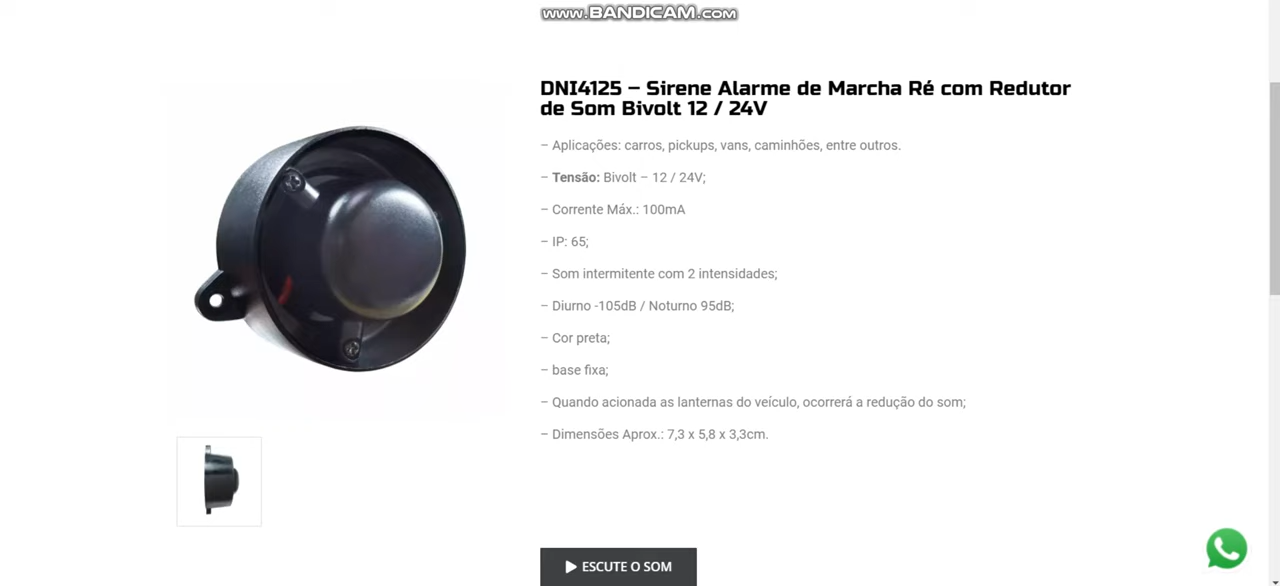 www.BANDICAM.com
DNI4125 – Sirene Alarme de Marcha Ré com Redutor
de Som Bivolt 12 / 24V
– Aplicações: carros, pickups, vans, caminhões, entre outros.
– Tensão: Bivolt – 12 / 24V;
– Corrente Máx.: 100mA
– IP: 65;
– Som intermitente com 2 intensidades;
– Diurno -105dB / Noturno 95dB;
– Cor preta;
– base fixa;
– Quando acionada as lanternas do veículo, ocorrerá a redução do som;
– Dimensões Aprox.: 7,3 x 5,8 x 3,3cm.
ESCUTE O SOM